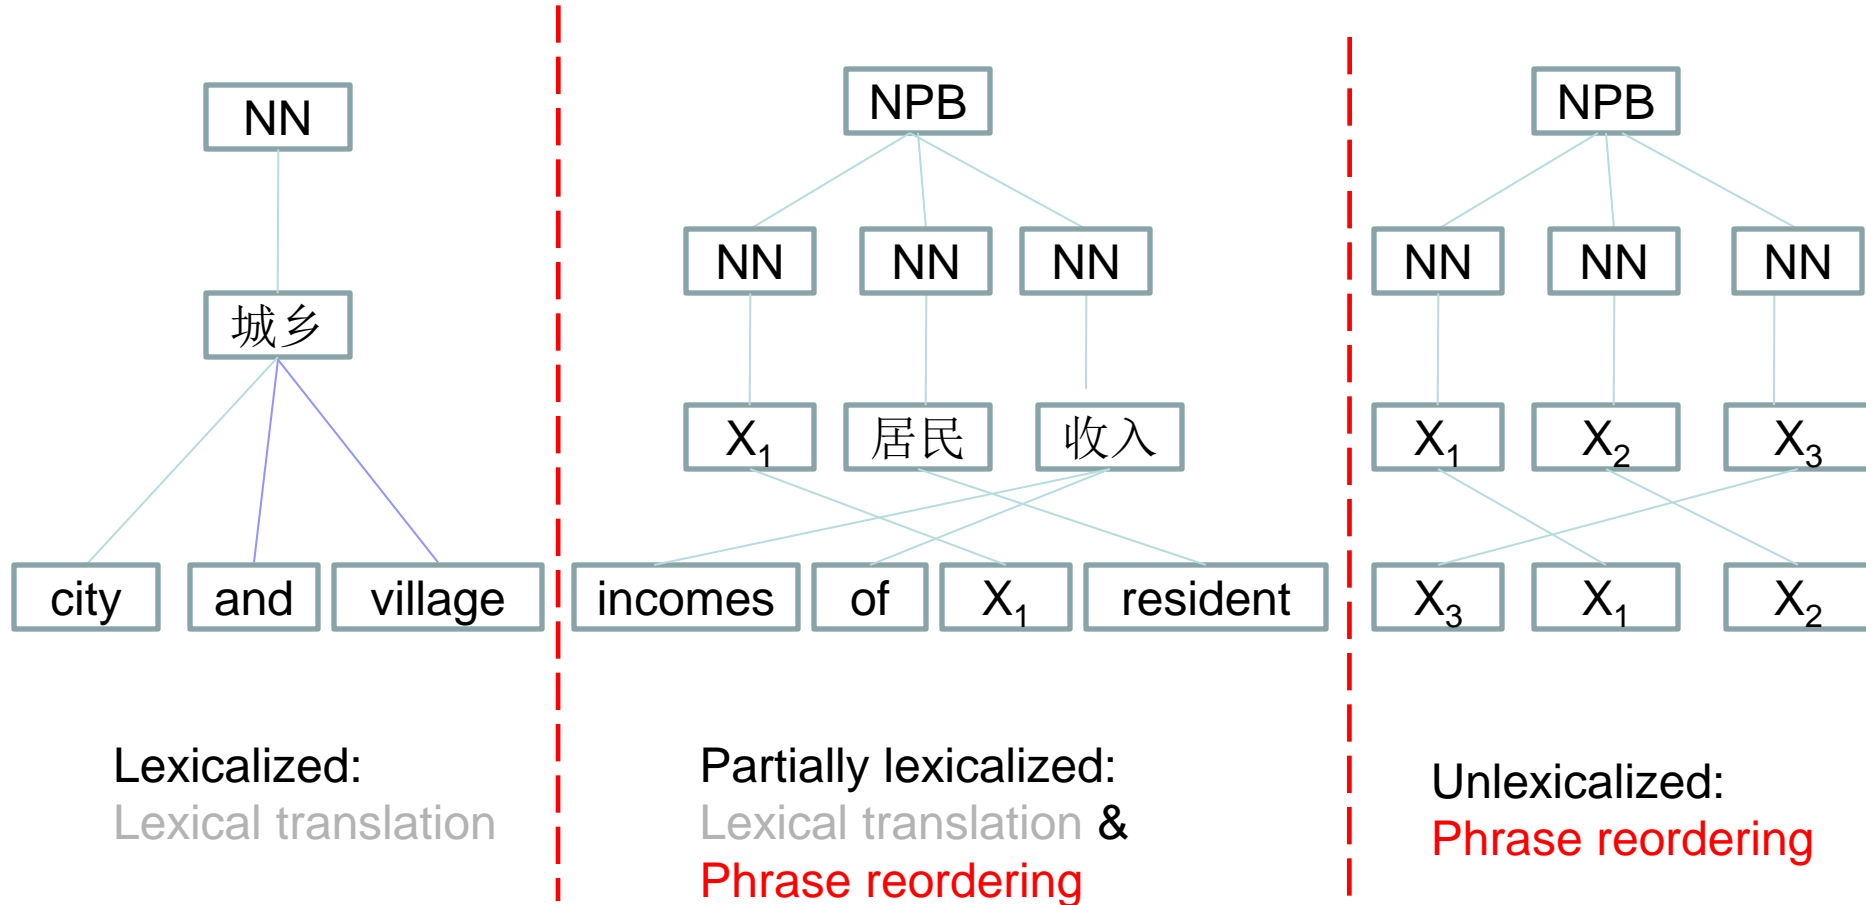 NN
城乡
city and village
Lexicalized:
Lexical translation
NPB
NN NN NN
X1 居民 收入
incomes of X1 resident
Partially lexicalized:
Lexical translation &
Phrase reordering
NPB
NN NN NN
X1 X2 X3
X3 X1 X2
Unlexicalized:
Phrase reordering